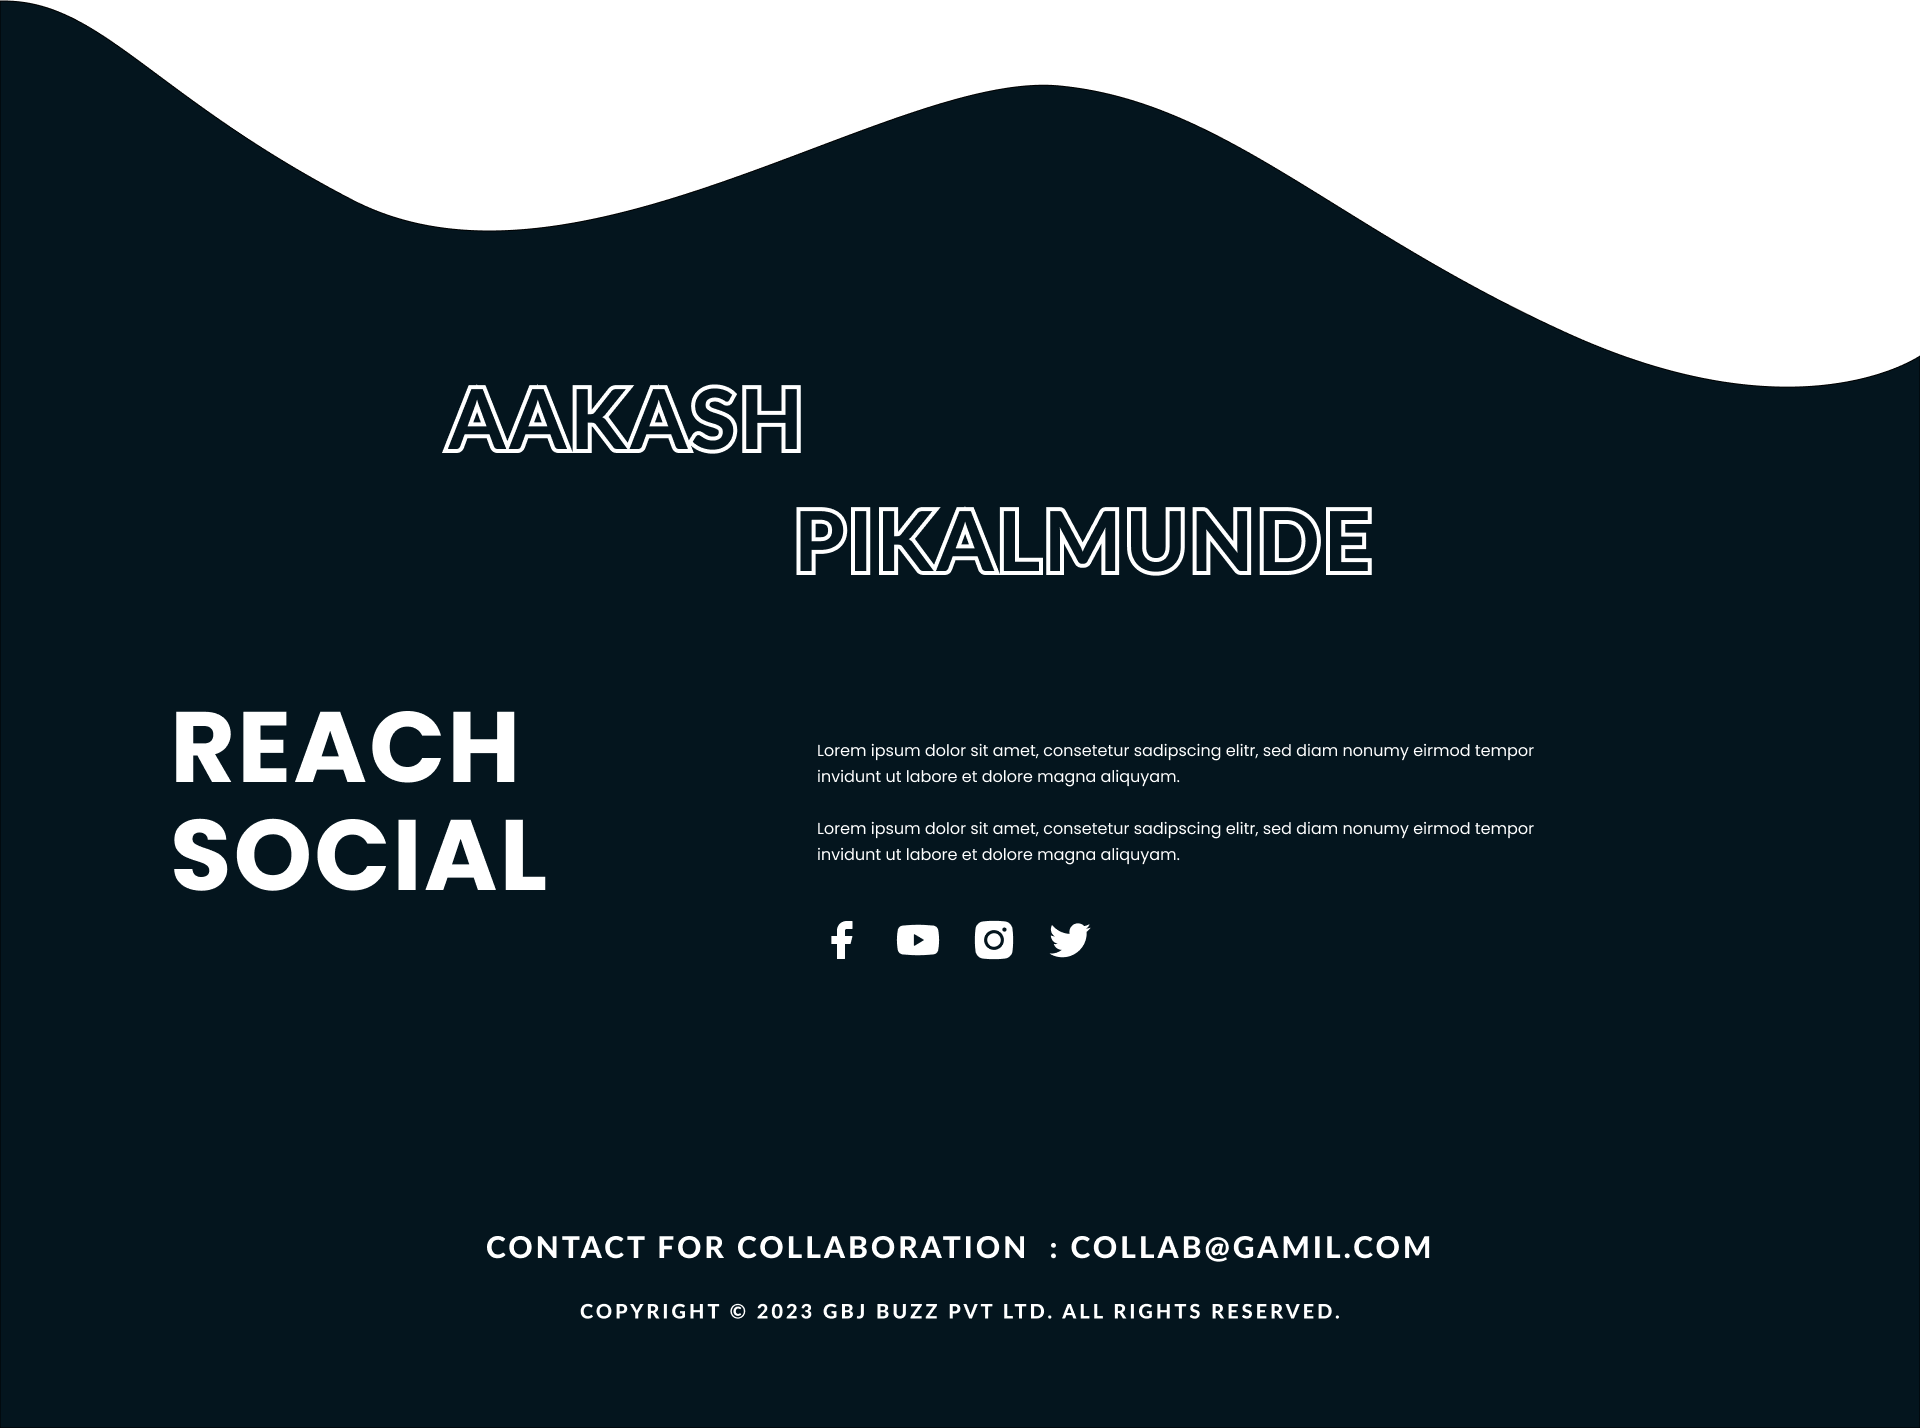 AAKASH
PIKALMUNDE
REACH
SOCIAL
Lorem ipsum dolor sit amet, consetetur sadipscing elitr, sed diam nonumy eirmod tempor
invidunt ut labore et dolore magna aliquyam.
Lorem ipsum dolor sit amet, consetetur sadipscing elitr, sed diam nonumy eirmod tempor
invidunt ut labore et dolore magna aliquyam.
CONTACT FOR COLLABORATION : COLLAB@GAMIL.COM
COPYRIGHT © 2023 GBJ BUZZ PVT LTD. ALL RIGHTS RESERVED.